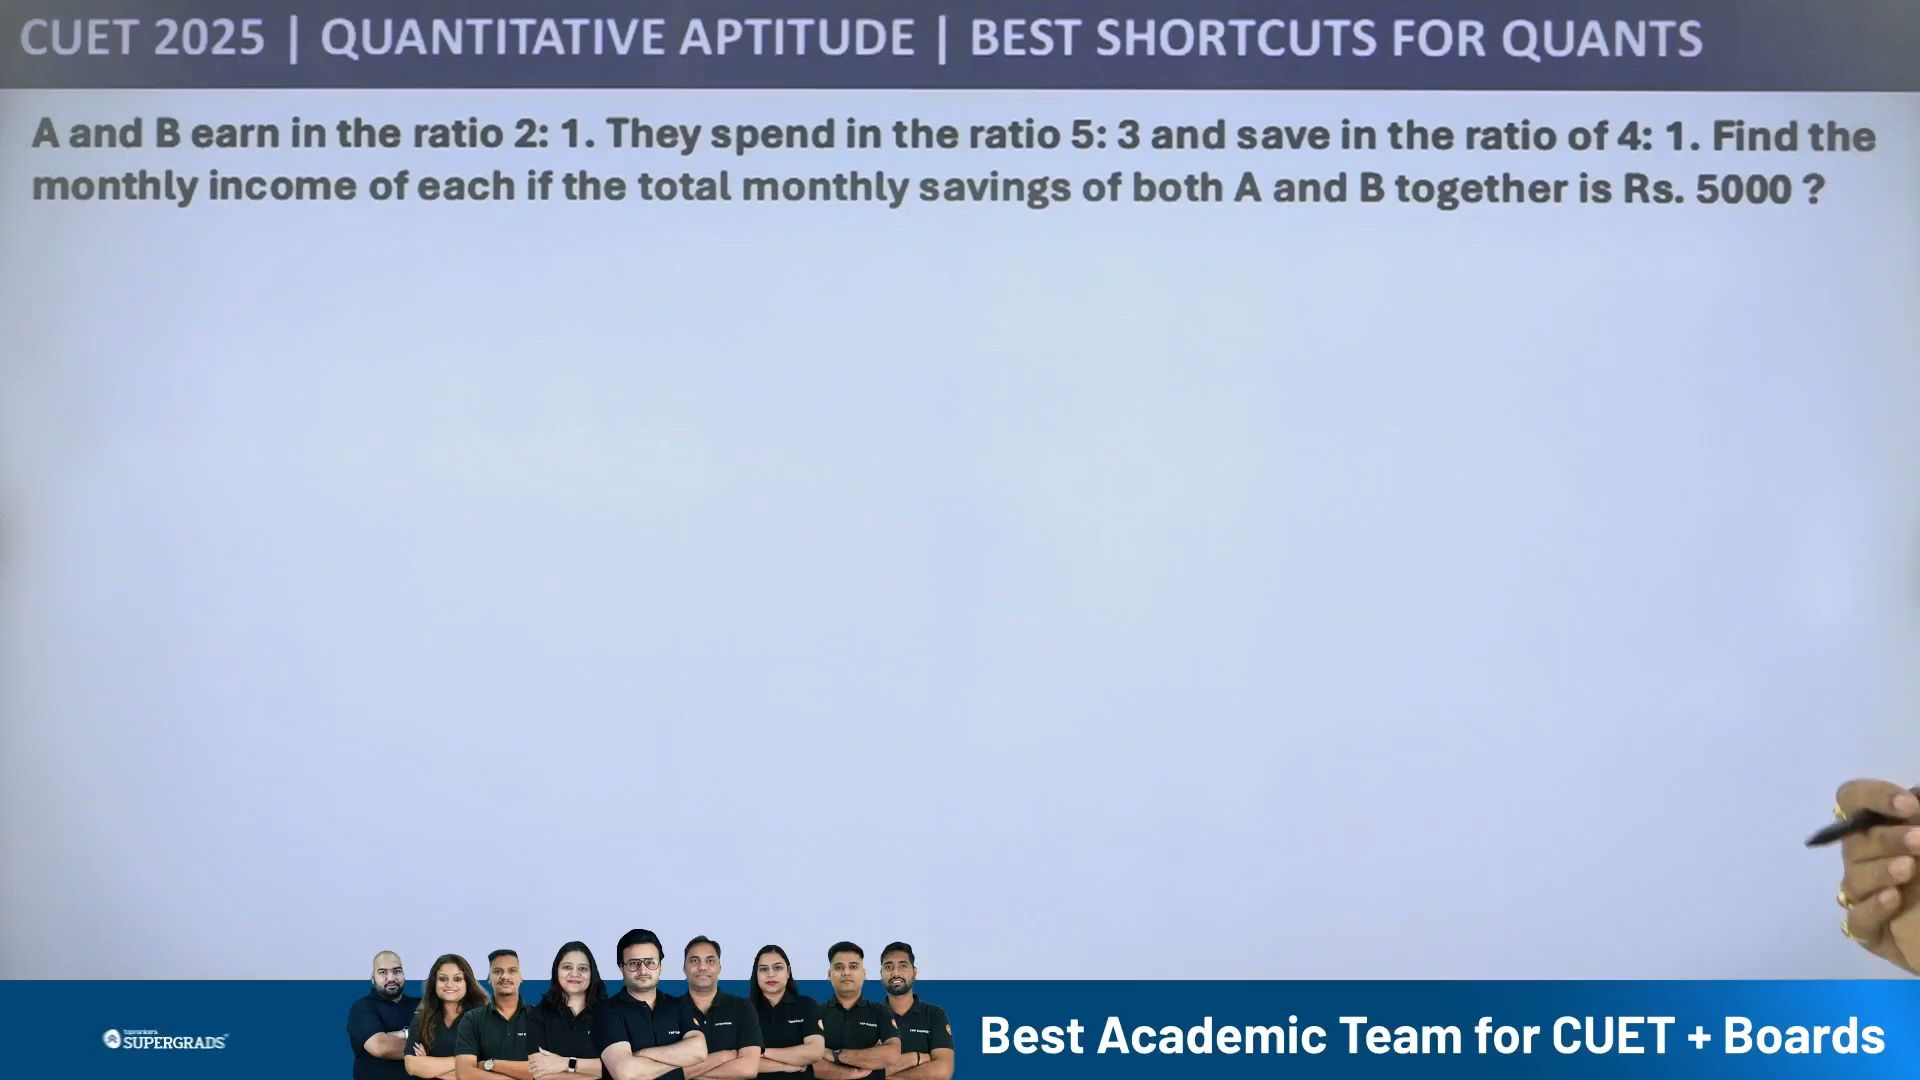 CUET 2025 | QUANTITATIVE APTITUDE | BEST SHORTCUTS FOR QUANTS
A and B earn in the ratio 2: 1. They spend in the ratio 5: 3 and save in the ratio of 4: 1. Find the
monthly income of each if the total monthly savings of both A and B together is Rs. 5000 ?
toprankers
SUPERGRADS
Best Academic Team for CUET + Boards